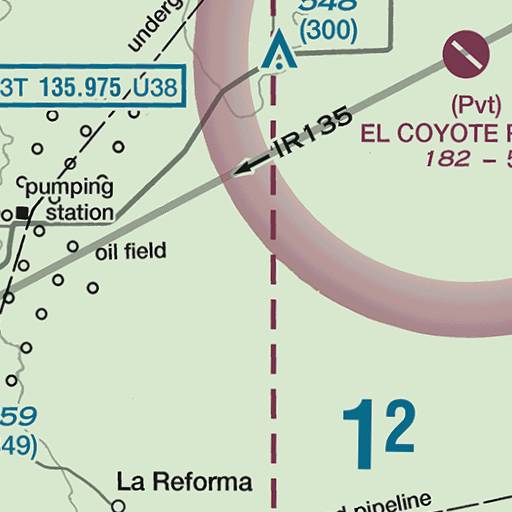 underg
548
(300)
3T 135.975 U38
IR135
(Pvt)
EL COYOTE
182 – 5
pumping
station
oil field
59
49)
12
La Reforma
pipeline